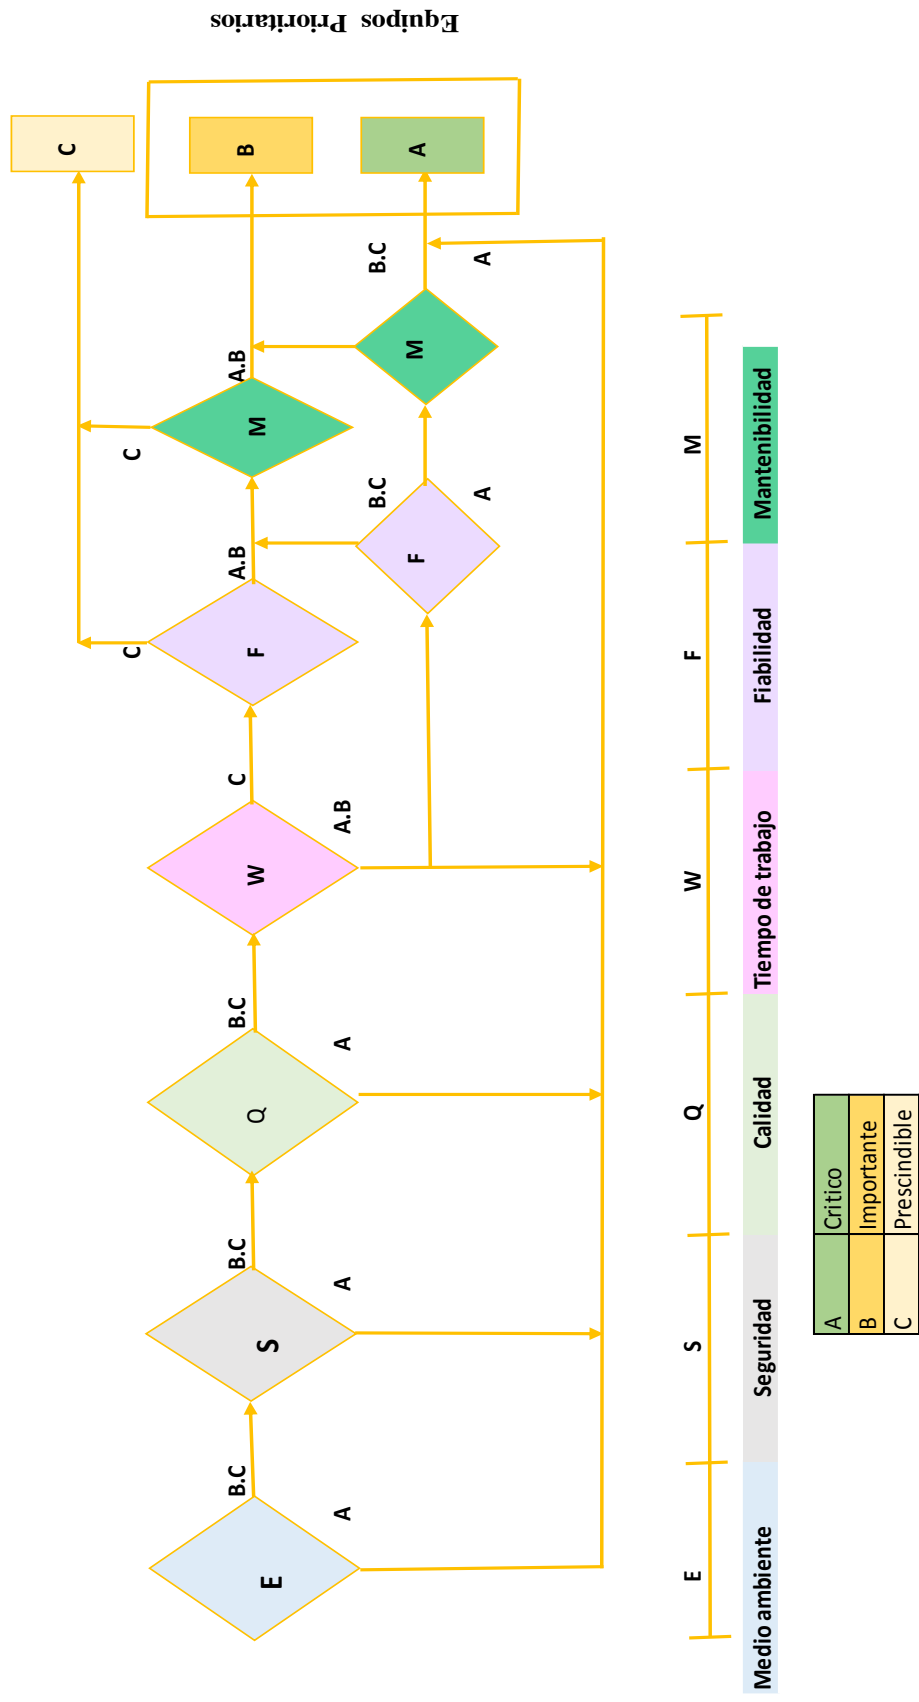 C
C C
B.C B.C B.C C A.B A.B
E S Q W F M B
A A A A.B
B.C B.C
F M A
A A
Equipos Prioritarios
E S Q W F M
Medio ambiente Seguridad Calidad Tiempo de trabajo Fiabilidad Mantenibilidad
A Critico
B Importante
C Prescindible